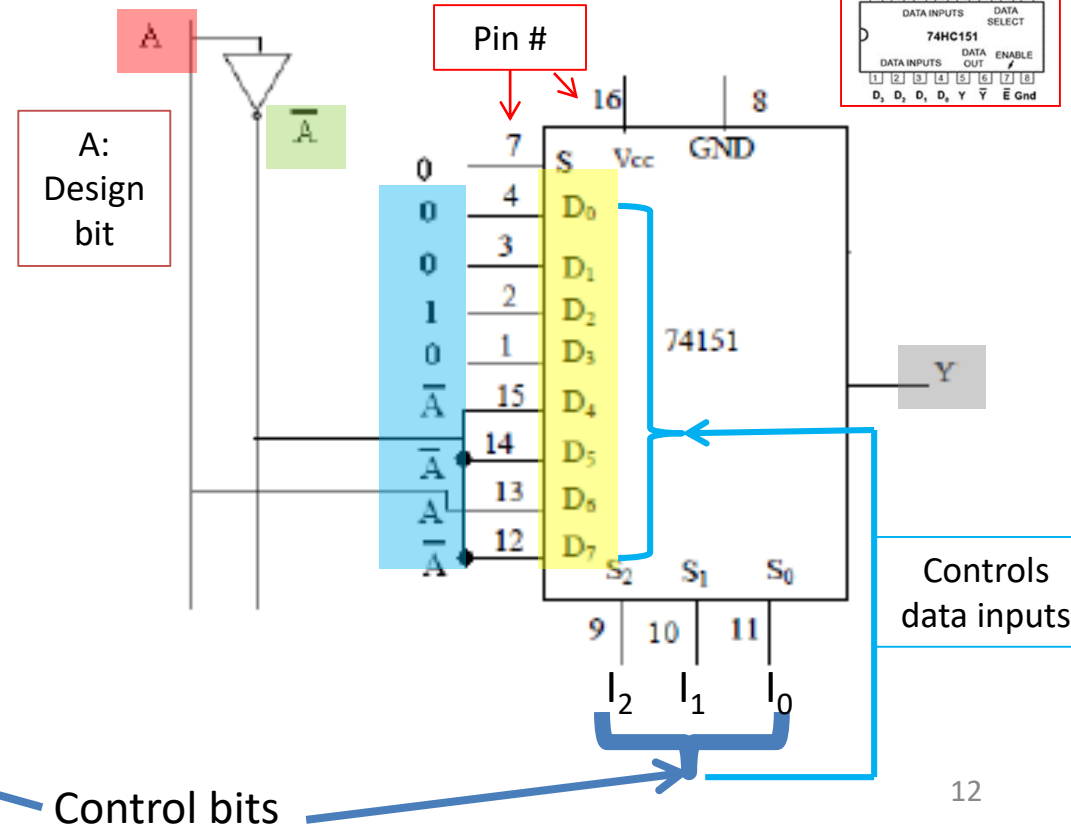 A
A̅
A:
Design
bit
Pin #
DATA INPUTS
DATA
SELECT
74HC151
DATA INPUTS
DATA
OUT
ENABLE
1 2 3 4 5 6 7 8
D₃ D₂ D₁ D₀ Y Y̅ E̅ Gnd
16
8
Vcc
GND
0 7 S
0 4 D₀
0 3 D₁
1 2 D₂
0 1 D₃
A̅ 15 D₄
A̅ 14 D₅
A 13 D₆
A̅ 12 D₇
74151
Y
S₂ S₁ S₀
9 10 11
I₂ I₁ I₀
Controls
data inputs
Control bits
12